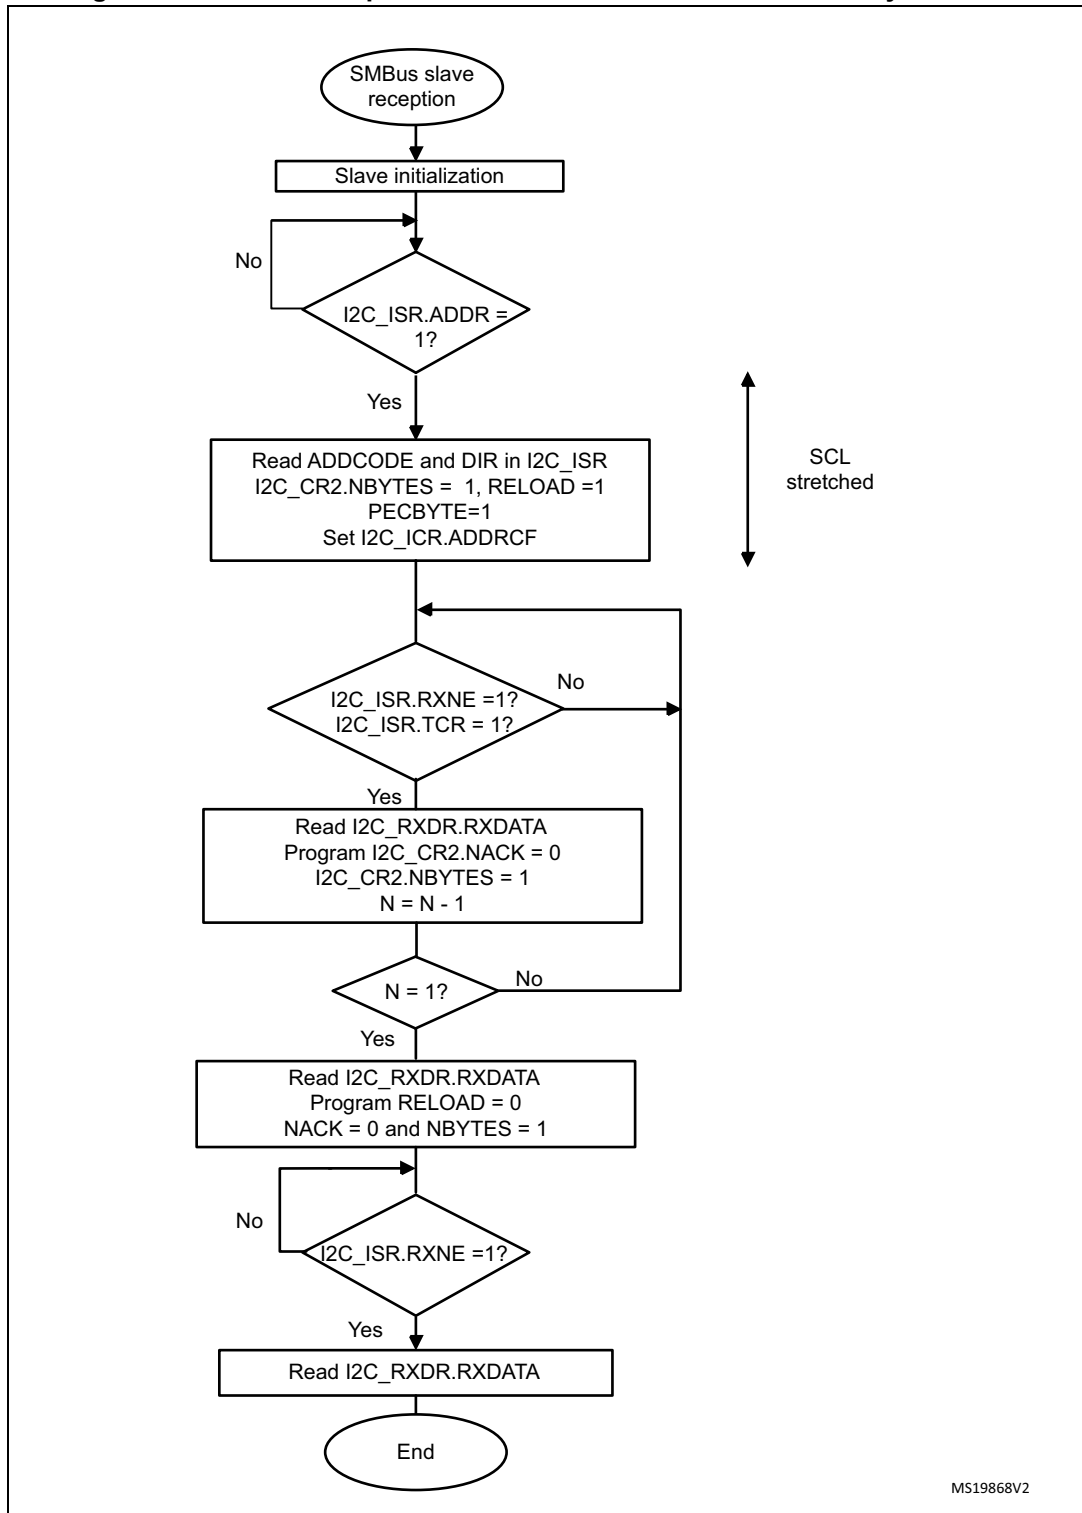 SMBus slave
reception
Slave initialization
No
I2C_ISR.ADDR =
1?
Yes
SCL
stretched
Read ADDCODE and DIR in I2C_ISR
I2C_CR2.NBYTES = 1, RELOAD =1
PECBYTE=1
Set I2C_ICR.ADDRCF
No
I2C_ISR.RXNE =1?
I2C_ISR.TCR = 1?
Yes
Read I2C_RXDR.RXDATA
Program I2C_CR2.NACK = 0
I2C_CR2.NBYTES = 1
N = N - 1
N = 1?
No
Yes
Read I2C_RXDR.RXDATA
Program RELOAD = 0
NACK = 0 and NBYTES = 1
No
I2C_ISR.RXNE =1?
Yes
Read I2C_RXDR.RXDATA
End
MS19868V2